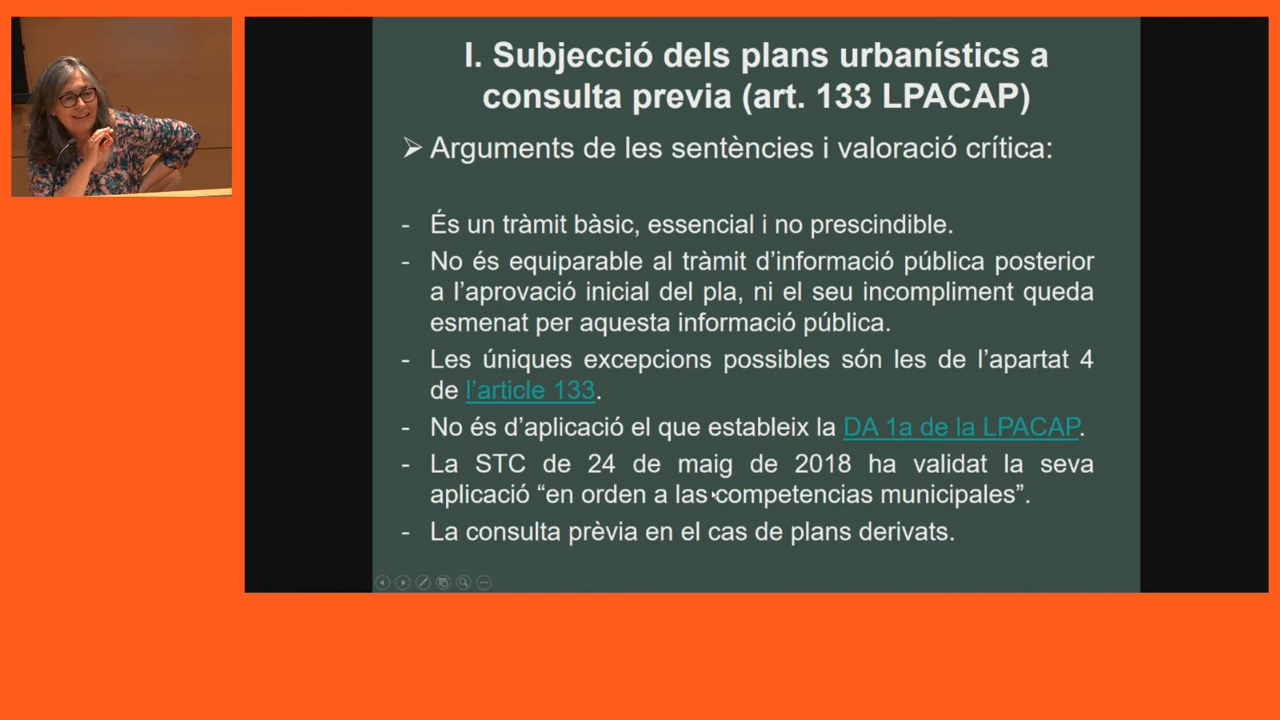 I. Subjecció dels plans urbanístics a
consulta previa (art. 133 LPACAP)
➢ Arguments de les sentències i valoració crítica:
- És un tràmit bàsic, essencial i no prescindible.
- No és equiparable al tràmit d’informació pública posterior
a l’aprovació inicial del pla, ni el seu incompliment queda
esmenat per aquesta informació pública.
- Les úniques excepcions possibles són les de l’apartat 4
de l’article 133.
- No és d’aplicació el que estableix la DA 1a de la LPACAP.
- La STC de 24 de maig de 2018 ha validat la seva
aplicació “en orden a las competencias municipales”.
- La consulta prèvia en el cas de plans derivats.